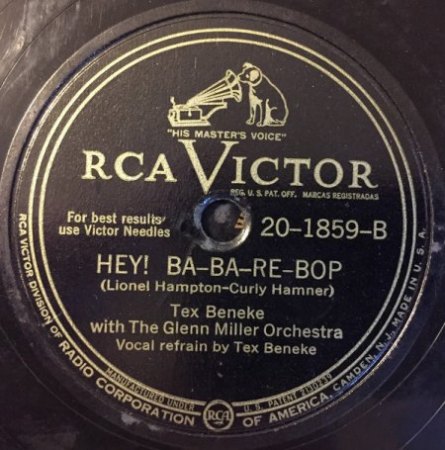 "HIS MASTER'S VOICE"
RCA VICTOR
REG. U. S. PAT. OFF. MARCAS REGISTRADAS
For best results
use Victor Needles
20-1859-B
HEY! BA-BA-RE-BOP
(Lionel Hampton-Curly Hamner)
Tex Beneke
with The Glenn Miller Orchestra
Vocal refrain by Tex Beneke
RCA VICTOR DIVISION OF RADIO CORPORATION OF AMERICA, CAMDEN, N. J. MADE IN U. S. A.
MANUFACTURED UNDER
RCA
U. S. PATENT 2130239